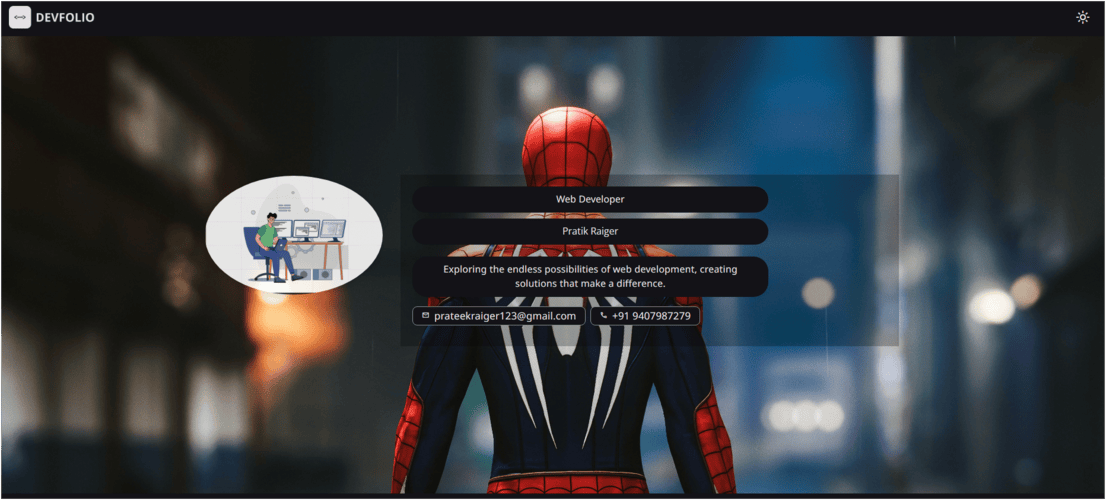 DEVFOLIO
Web Developer
Pratik Raiger
Exploring the endless possibilities of web development, creating
solutions that make a difference.
prateekraiger123@gmail.com
+91 9407987279